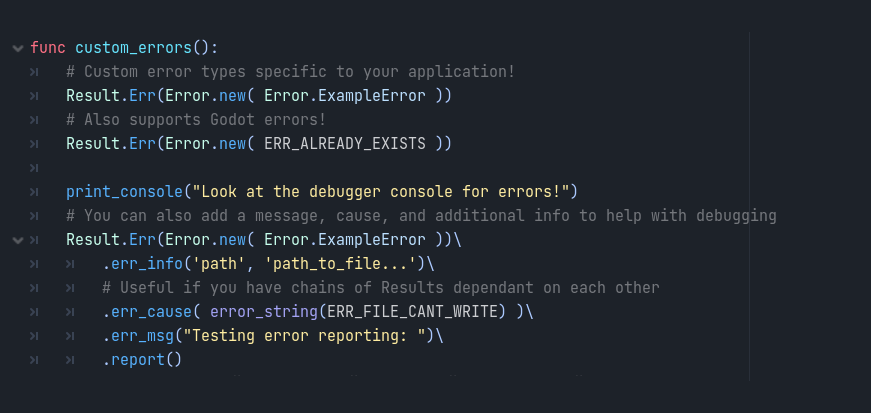 func custom_errors():
# Custom error types specific to your application!
Result.Err(Error.new( Error.ExampleError ))
# Also supports Godot errors!
Result.Err(Error.new( ERR_ALREADY_EXISTS ))
print_console("Look at the debugger console for errors!")
# You can also add a message, cause, and additional info to help with debugging
Result.Err(Error.new( Error.ExampleError ))\
.err_info('path', 'path_to_file...')\
# Useful if you have chains of Results dependant on each other
.err_cause( error_string(ERR_FILE_CANT_WRITE) )\
.err_msg("Testing error reporting: ")\
.report()